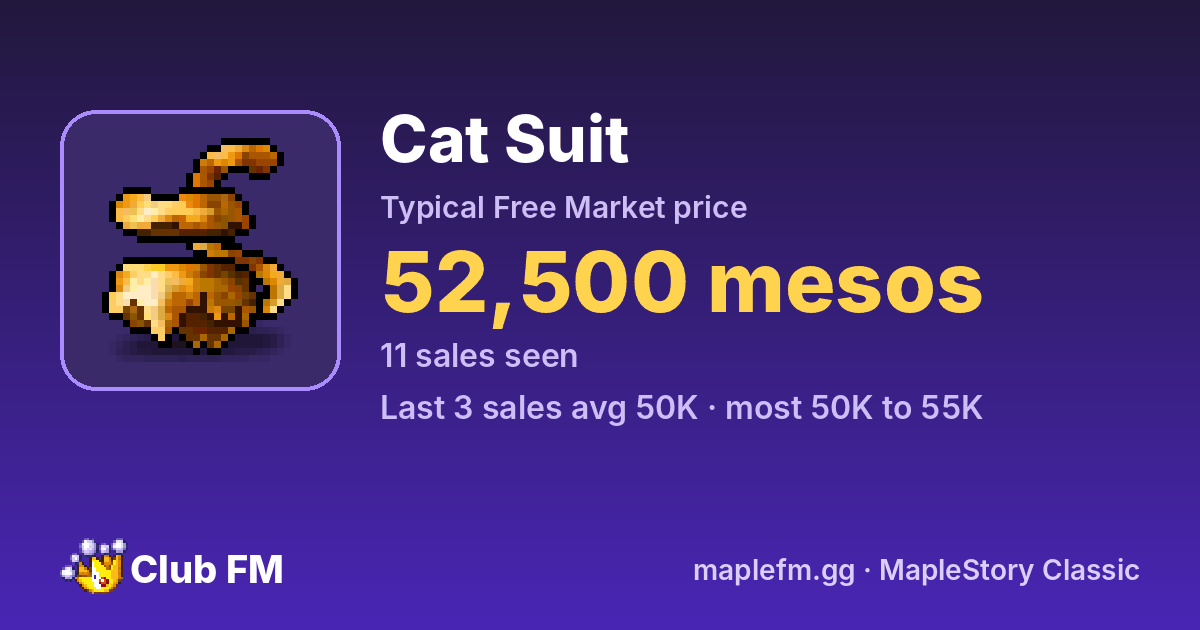 Cat Suit
Typical Free Market price
52,500 mesos
11 sales seen
Last 3 sales avg 50K · most 50K to 55K
Club FM
maplefm.gg · MapleStory Classic